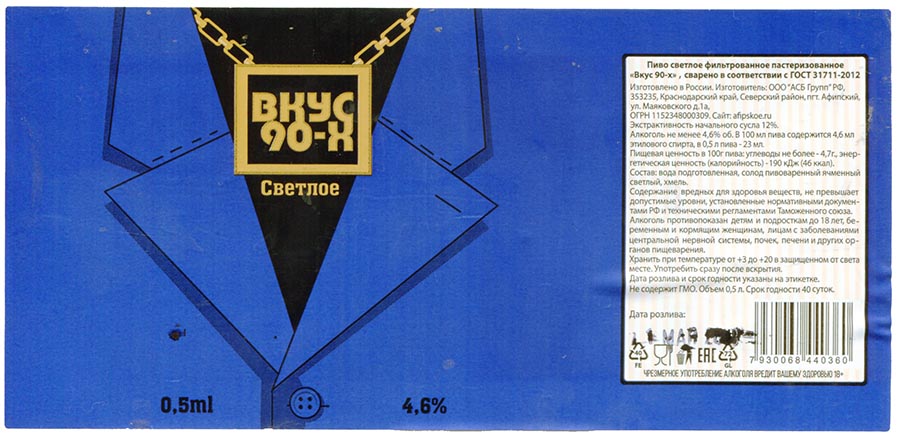 ВКУС
90-Х
Светлое
0,5ml
4,6%
Пиво светлое фильтрованное пастеризованное
«Вкус 90-х» , сварено в соответствии с ГОСТ 31711-2012
Изготовлено в России. Изготовитель: ООО "АСБ Групп" РФ,
353235, Краснодарский край, Северский район, пгт. Афипский,
ул. Маяковского д.1а,
ОГРН 1152348000309. Сайт: afipskoe.ru
Экстрактивность начального сусла 12%.
Алкоголь не менее 4,6% об. В 100 мл пива содержится 4,6 мл
этилового спирта, в 0,5 л пива - 23 мл.
Пищевая ценность в 100г пива: углеводы не более - 4,7г., энер-
гетическая ценность (калорийность) - 190 кДж (46 ккал).
Состав: вода подготовленная, солод пивоваренный ячменный
светлый, хмель.
Содержание вредных для здоровья веществ, не превышает
допустимые уровни, установленные нормативными докумен-
тами РФ и техническими регламентами Таможенного союза.
Алкоголь противопоказан детям и подросткам до 18 лет, бе-
ременным и кормящим женщинам, лицам с заболеваниями
центральной нервной системы, почек, печени и других ор-
ганов пищеварения.
Хранить при температуре от +3 до +20 в защищенном от света
месте. Употребить сразу после вскрытия.
Дата розлива и срок годности указаны на этикетке.
Не содержит ГМО. Объем 0,5 л. Срок годности 40 суток.
Дата розлива:
МАЙ
40
FE
EAC
72
GL
7 930068 440360
ЧРЕЗМЕРНОЕ УПОТРЕБЛЕНИЕ АЛКОГОЛЯ ВРЕДИТ ВАШЕМУ ЗДОРОВЬЮ 18+